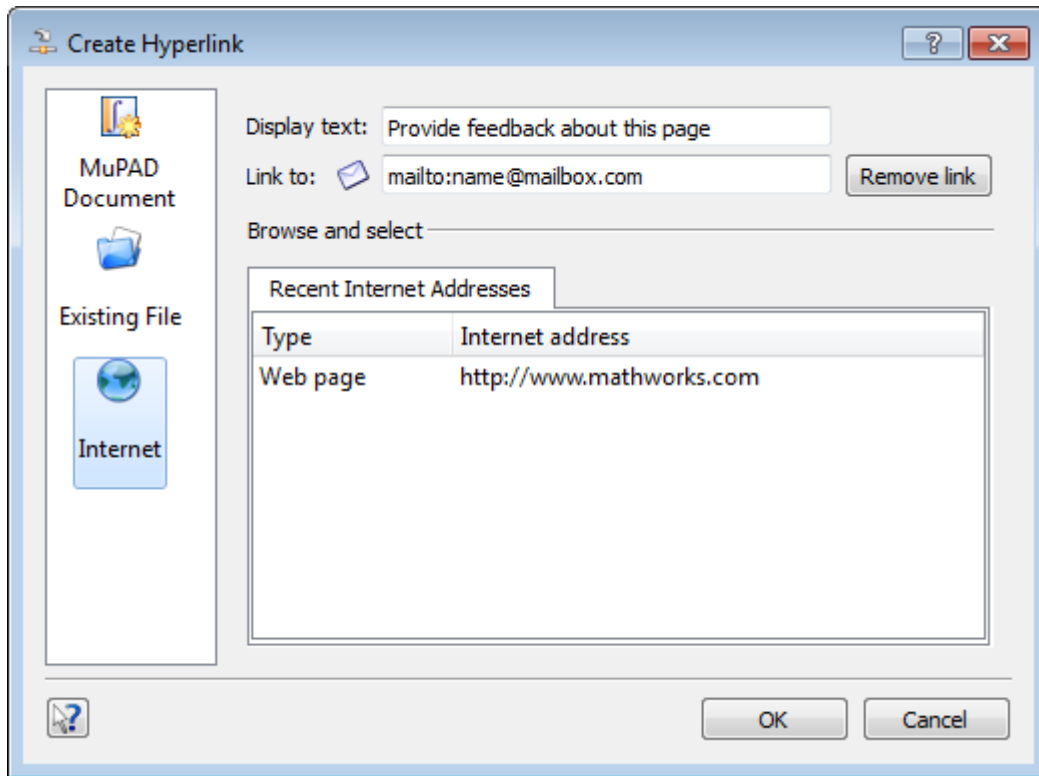 Create Hyperlink
MuPAD
Document
Existing File
Internet
Display text: Provide feedback about this page
Link to: mailto:name@mailbox.com Remove link
Browse and select
Recent Internet Addresses
Type Internet address
Web page http://www.mathworks.com
OK Cancel